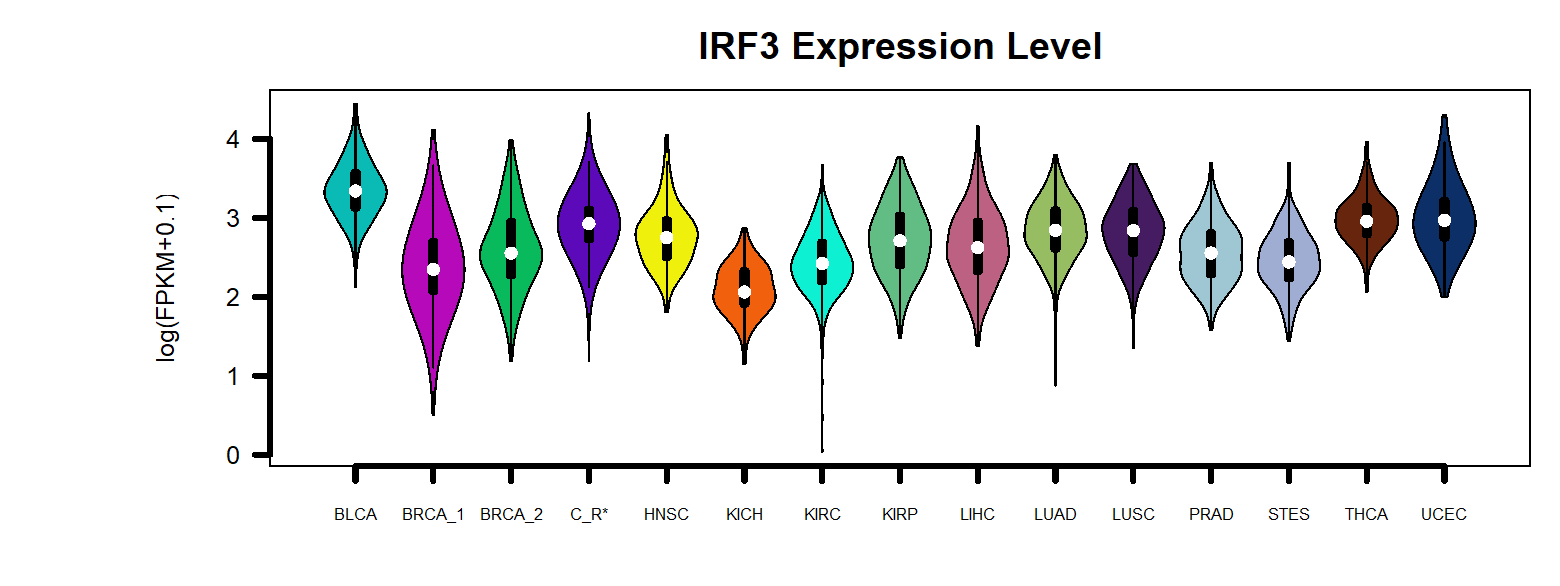 IRF3 Expression Level
log(FPKM+0.1)
4
3
2
1
0
BLCA BRCA_1 BRCA_2 C_R* HNSC KICH KIRC KIRP LIHC LUAD LUSC PRAD STES THCA UCEC